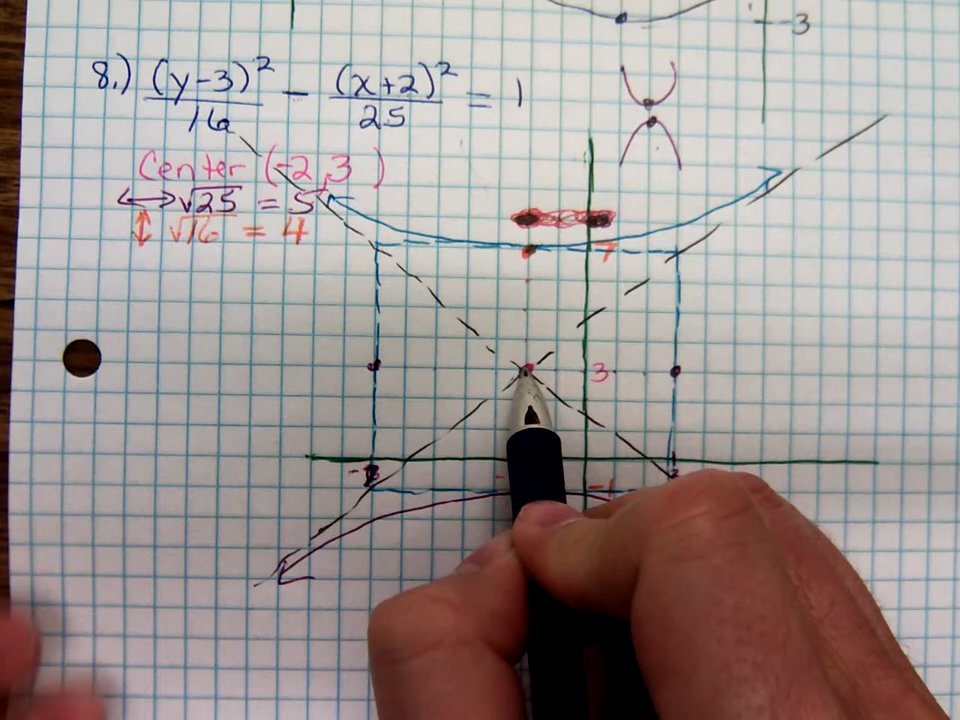 -3
8.) (y-3)²/16 - (x+2)²/25 = 1
Center (-2,3)
√25 = 5
√16 = 4
7
3
-1